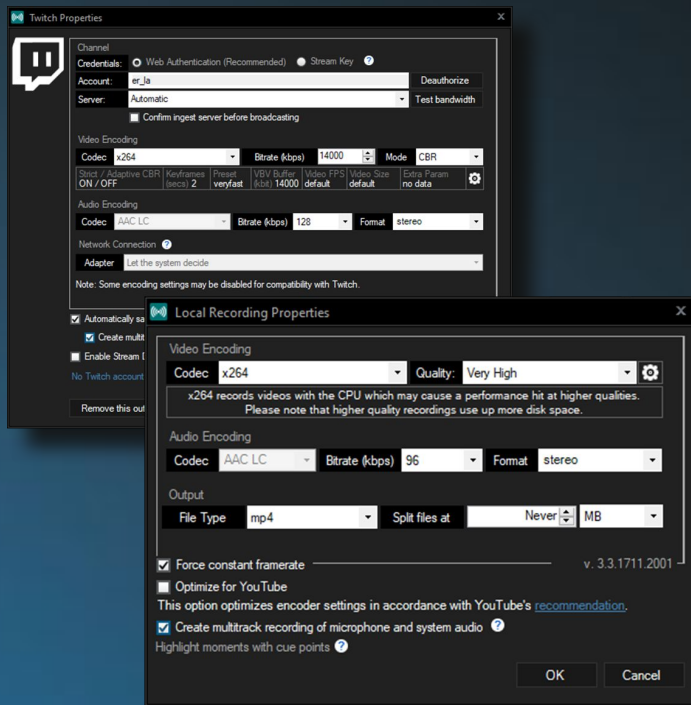 Twitch Properties
x
Channel
Credentials: Web Authentication (Recommended) Stream Key ?
Account: er_la Deauthorize
Server: Automatic Test bandwidth
Confirm ingest server before broadcasting
Video Encoding
Codec x264 Bitrate (kbps) 14000 Mode CBR
Strict / Adaptive CBR Keyframes Preset VBV Buffer Video FPS Video Size Extra Param
ON / OFF (secs) 2 veryfast (kbit) 14000 default default no data
Audio Encoding
Codec AAC LC Bitrate (kbps) 128 Format stereo
Network Connection ?
Adapter Let the system decide
Note: Some encoding settings may be disabled for compatibility with Twitch.
Automatically sa
Create multit
Enable Stream D
No Twitch account
Remove this out
Local Recording Properties
x
Video Encoding
Codec x264 Quality: Very High
x264 records videos with the CPU which may cause a performance hit at higher qualities.
Please note that higher quality recordings use up more disk space.
Audio Encoding
Codec AAC LC Bitrate (kbps) 96 Format stereo
Output
File Type mp4 Split files at Never MB
Force constant framerate v. 3.3.1711.2001
Optimize for YouTube
This option optimizes encoder settings in accordance with YouTube's recommendation.
Create multitrack recording of microphone and system audio ?
Highlight moments with cue points ?
OK Cancel